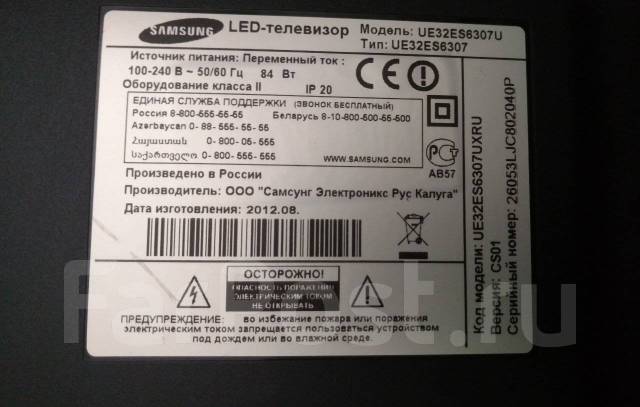 SAMSUNG LED-телевизор Модель: UE32ES6307U
Тип: UE32ES6307
Источник питания: Переменный ток :
100-240 В ~ 50/60 Гц 84 Вт
Оборудование класса II IP 20
ЕДИНАЯ СЛУЖБА ПОДДЕРЖКИ (ЗВОНОК БЕСПЛАТНЫЙ)
Россия 8-800-555-55-55 Беларусь 8-10-800-500-55-500
Azərbaycan 0- 88- 555- 55- 55
Հայաստան 0- 800- 05- 555
საქართველო 0- 800- 555- 555 WWW.SAMSUNG.COM
АВ57
Произведено в России
Производитель: ООО "Самсунг Электроникс Рус Калуга"
Дата изготовления: 2012.08.
ОСТОРОЖНО!
ОПАСНОСТЬ ПОРАЖЕНИЯ
ЭЛЕКТРИЧЕСКИМ ТОКОМ
НЕ ОТКРЫВАТЬ
ПРЕДУПРЕЖДЕНИЕ: во избежание пожара или поражения
электрическим током запрещается пользоваться устройством
под дождем или во влажной среде.
Код модели: UE32ES6307UXRU
Версия: CS01
Серийный номер: 26053LJC802040P